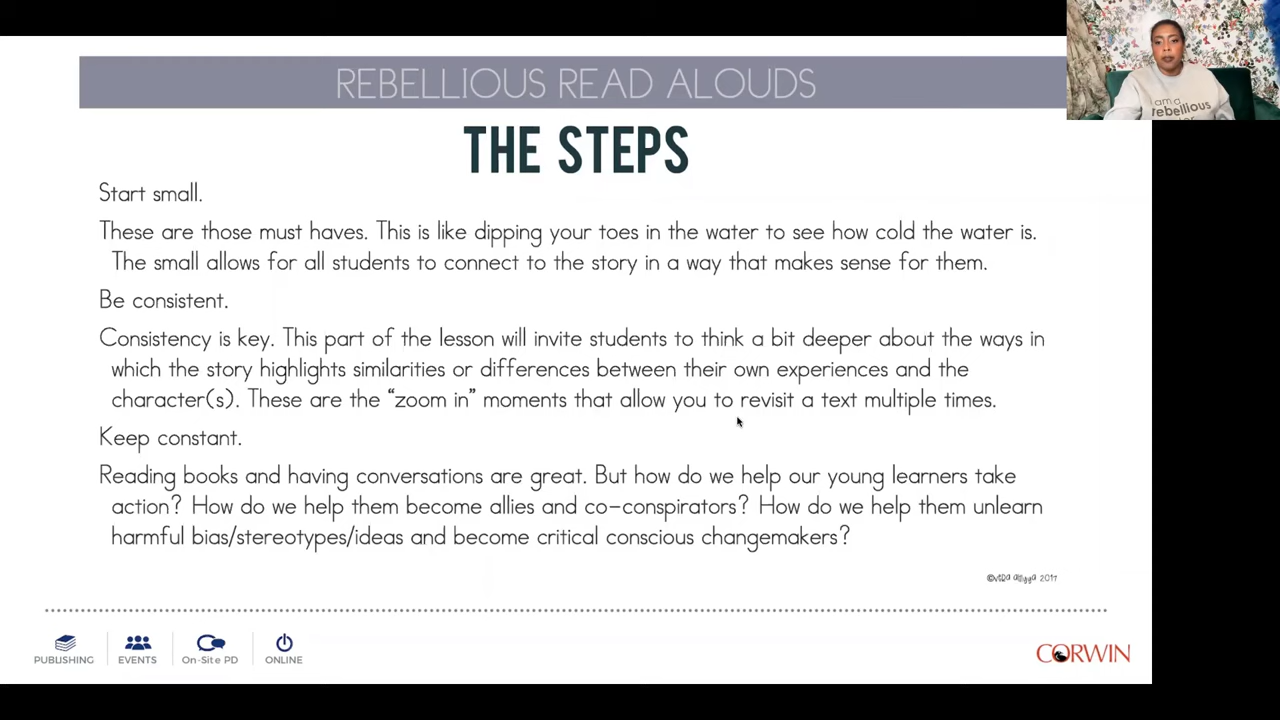 REBELLIOUS READ ALOUDS
THE STEPS
Start small.
These are those must haves. This is like dipping your toes in the water to see how cold the water is.
The small allows for all students to connect to the story in a way that makes sense for them.
Be consistent.
Consistency is key. This part of the lesson will invite students to think a bit deeper about the ways in
which the story highlights similarities or differences between their own experiences and the
character(s). These are the “zoom in” moments that allow you to revisit a text multiple times.
Keep constant.
Reading books and having conversations are great. But how do we help our young learners take
action? How do we help them become allies and co-conspirators? How do we help them unlearn
harmful bias/stereotypes/ideas and become critical conscious changemakers?
PUBLISHING
EVENTS
On-Site PD
ONLINE
CORWIN
I am a
rebellious